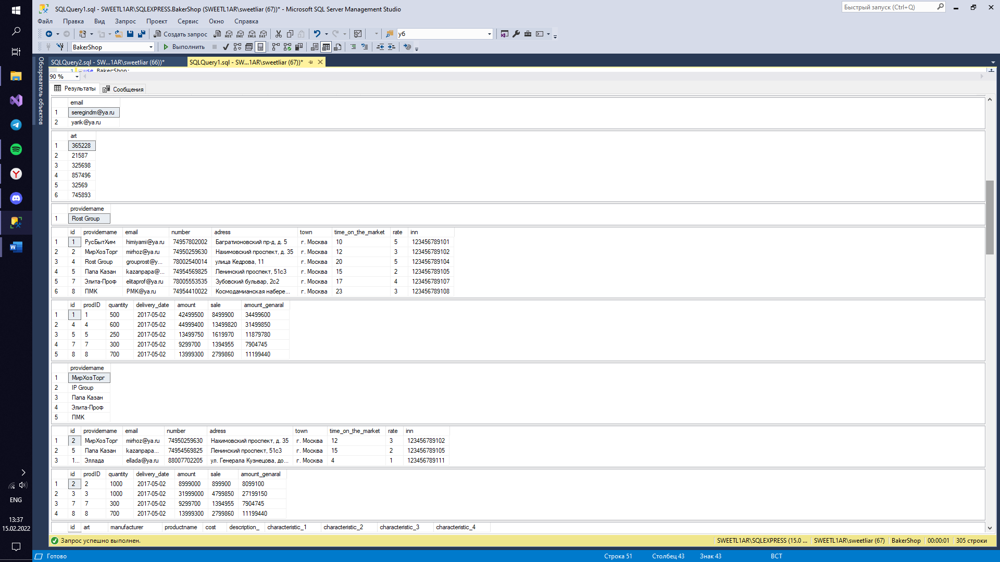 SQLQuery1.sql - SWEETL1AR\SQLEXPRESS.BakerShop (SWEETL1AR\sweetliar (67))* - Microsoft SQL Server Management Studio
Быстрый запуск (Ctrl+Q)
Файл Правка Вид Запрос Проект Сервис Окно Справка
Создать запрос MDX DMX XMLA DAX y6
BakerShop Выполнить
SQLQuery2.sql - SW...1AR\sweetliar (66))* SQLQuery1.sql - SW...1AR\sweetliar (67))*
Обозреватель объектов
1 use BakerShop;
90 %
Результаты Сообщения
email
1 seregindm@ya.ru
2 yarik@ya.ru
art
1 365228
2 21587
3 325698
4 857496
5 32569
6 745893
providername
1 Rost Group
id providername email number adress town time_on_the_market rate inn
1 1 РусБытХим himiyami@ya.ru 74957802002 Багратионовский пр-д, д. 5 г. Москва 10 5 123456789101
2 2 МирХозТорг mirhoz@ya.ru 74950259630 Нахимовский проспект, д. 35 г. Москва 12 3 123456789102
3 4 Rost Group grouprost@y... 78002540014 улица Кедрова, 11 г. Москва 20 5 123456789104
4 5 Папа Казан kazanpapa@... 74954569825 Ленинский проспект, 51с3 г. Москва 15 2 123456789105
5 7 Элита-Проф elitaprof@ya.ru 78005553535 Зубовский бульвар, 2с2 г. Москва 17 4 123456789107
6 8 ПМК PMK@ya.ru 74954410022 Космодамианская набере... г. Москва 23 3 123456789108
id prodID quantity delivery_date amount sale amount_genaral
1 1 1 500 2017-05-02 42499500 8499900 34499600
2 4 4 600 2017-05-02 44999400 13499820 31499850
3 5 5 250 2017-05-02 13499750 1619970 11879780
4 7 7 300 2017-05-02 9299700 1394955 7904745
5 8 8 700 2017-05-02 13999300 2799860 11199440
providername
1 МирХозТорг
2 IP Group
3 Папа Казан
4 Элита-Проф
5 ПМК
id providername email number adress town time_on_the_market rate inn
1 2 МирХозТорг mirhoz@ya.ru 74950259630 Нахимовский проспект, д. 35 г. Москва 12 3 123456789102
2 5 Папа Казан kazanpapa... 74954569825 Ленинский проспект, 51с3 г. Москва 15 2 123456789105
3 1... Эллада ellada@ya.ru 88007702205 ул. Генерала Кузнецова, до... г. Москва 4 1 123456789111
id prodID quantity delivery_date amount sale amount_genaral
1 2 2 1000 2017-05-02 8999000 899900 8099100
2 3 3 1000 2017-05-02 31999000 4799850 27199150
3 7 7 300 2017-05-02 9299700 1394955 7904745
4 8 8 700 2017-05-02 13999300 2799860 11199440
id art manufacturer productname cost description_ characteristic_1 characteristic_2 characteristic_3 characteristic_4
Запрос успешно выполнен. SWEETL1AR\SQLEXPRESS (15.0 ... SWEETL1AR\sweetliar (67) BakerShop 00:00:01 305 строки
Готово Строка 51 Столбец 43 Знак 43 ВСТ
ENG
13:37
15.02.2022